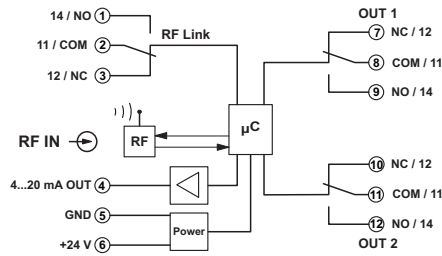 14 / NO 1
11 / COM 2
12 / NC 3
RF Link
OUT 1
7 NC / 12
8 COM / 11
9 NO / 14
µC
RF IN
RF
4...20 mA OUT 4
GND 5
+24 V 6
Power
10 NC / 12
11 COM / 11
12 NO / 14
OUT 2